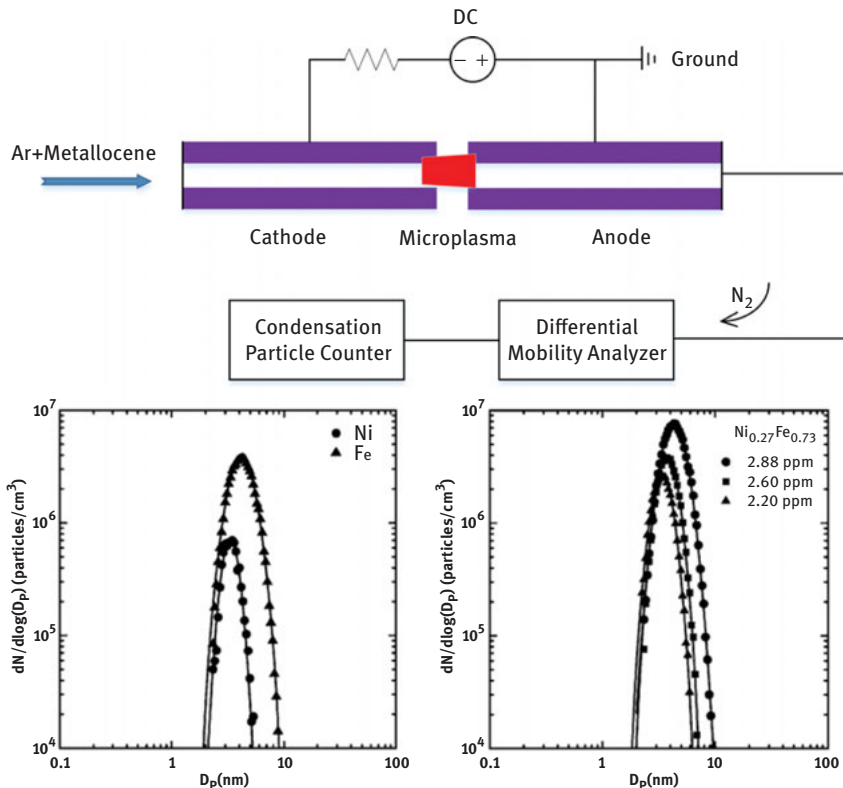 DC
− +
Ground
Ar+Metallocene
Cathode Microplasma Anode
N2
Condensation
Particle Counter
Differential
Mobility Analyzer
10^7
10^6
10^5
10^4
0.1 1 10 100
dN/dlog(DP) (particles/cm^3)
DP(nm)
Ni
Fe
10^7
10^6
10^5
10^4
0.1 1 10 100
dN/dlog(DP) (particles/cm^3)
DP(nm)
Ni0.27Fe0.73
2.88 ppm
2.60 ppm
2.20 ppm